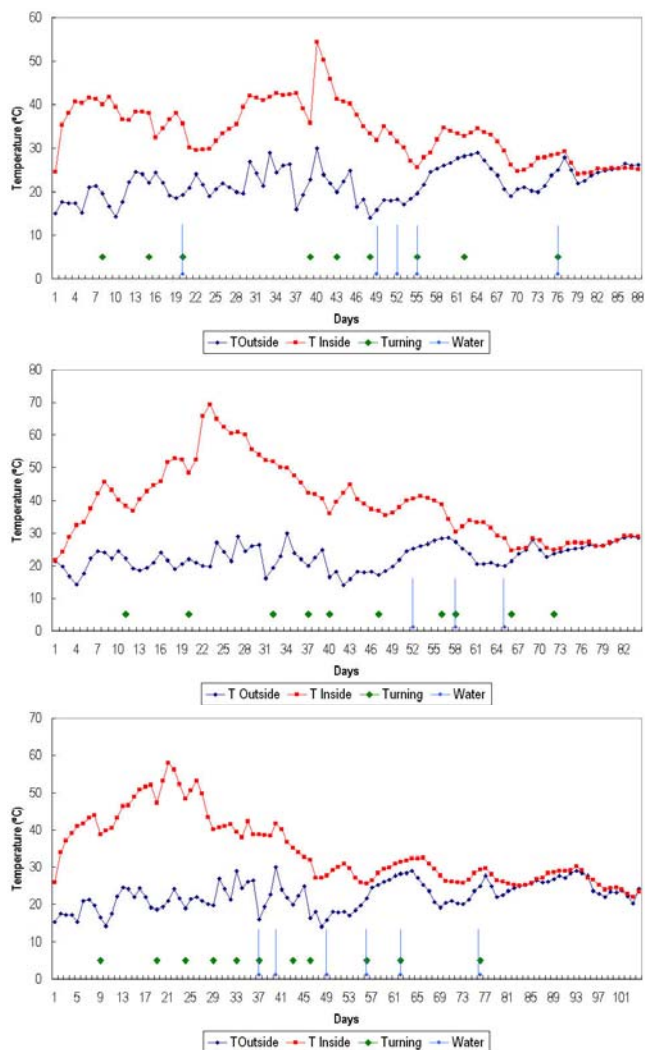 60
50
40
30
20
10
0
Temperature (ºC)
1 4 7 10 13 16 19 22 25 28 31 34 37 40 43 46 49 52 55 58 61 64 67 70 73 76 79 82 85 88
Days
TOutside T Inside Turning Water
80
70
60
50
40
30
20
10
0
Temperature (ºC)
1 4 7 10 13 16 19 22 25 28 31 34 37 40 43 46 49 52 55 58 61 64 67 70 73 76 79 82
Days
T Outside T Inside Turning Water
70
60
50
40
30
20
10
0
Temperature (ºC)
1 5 9 13 17 21 25 29 33 37 41 45 49 53 57 61 65 69 73 77 81 85 89 93 97 101
Days
TOutside T Inside Turning Water